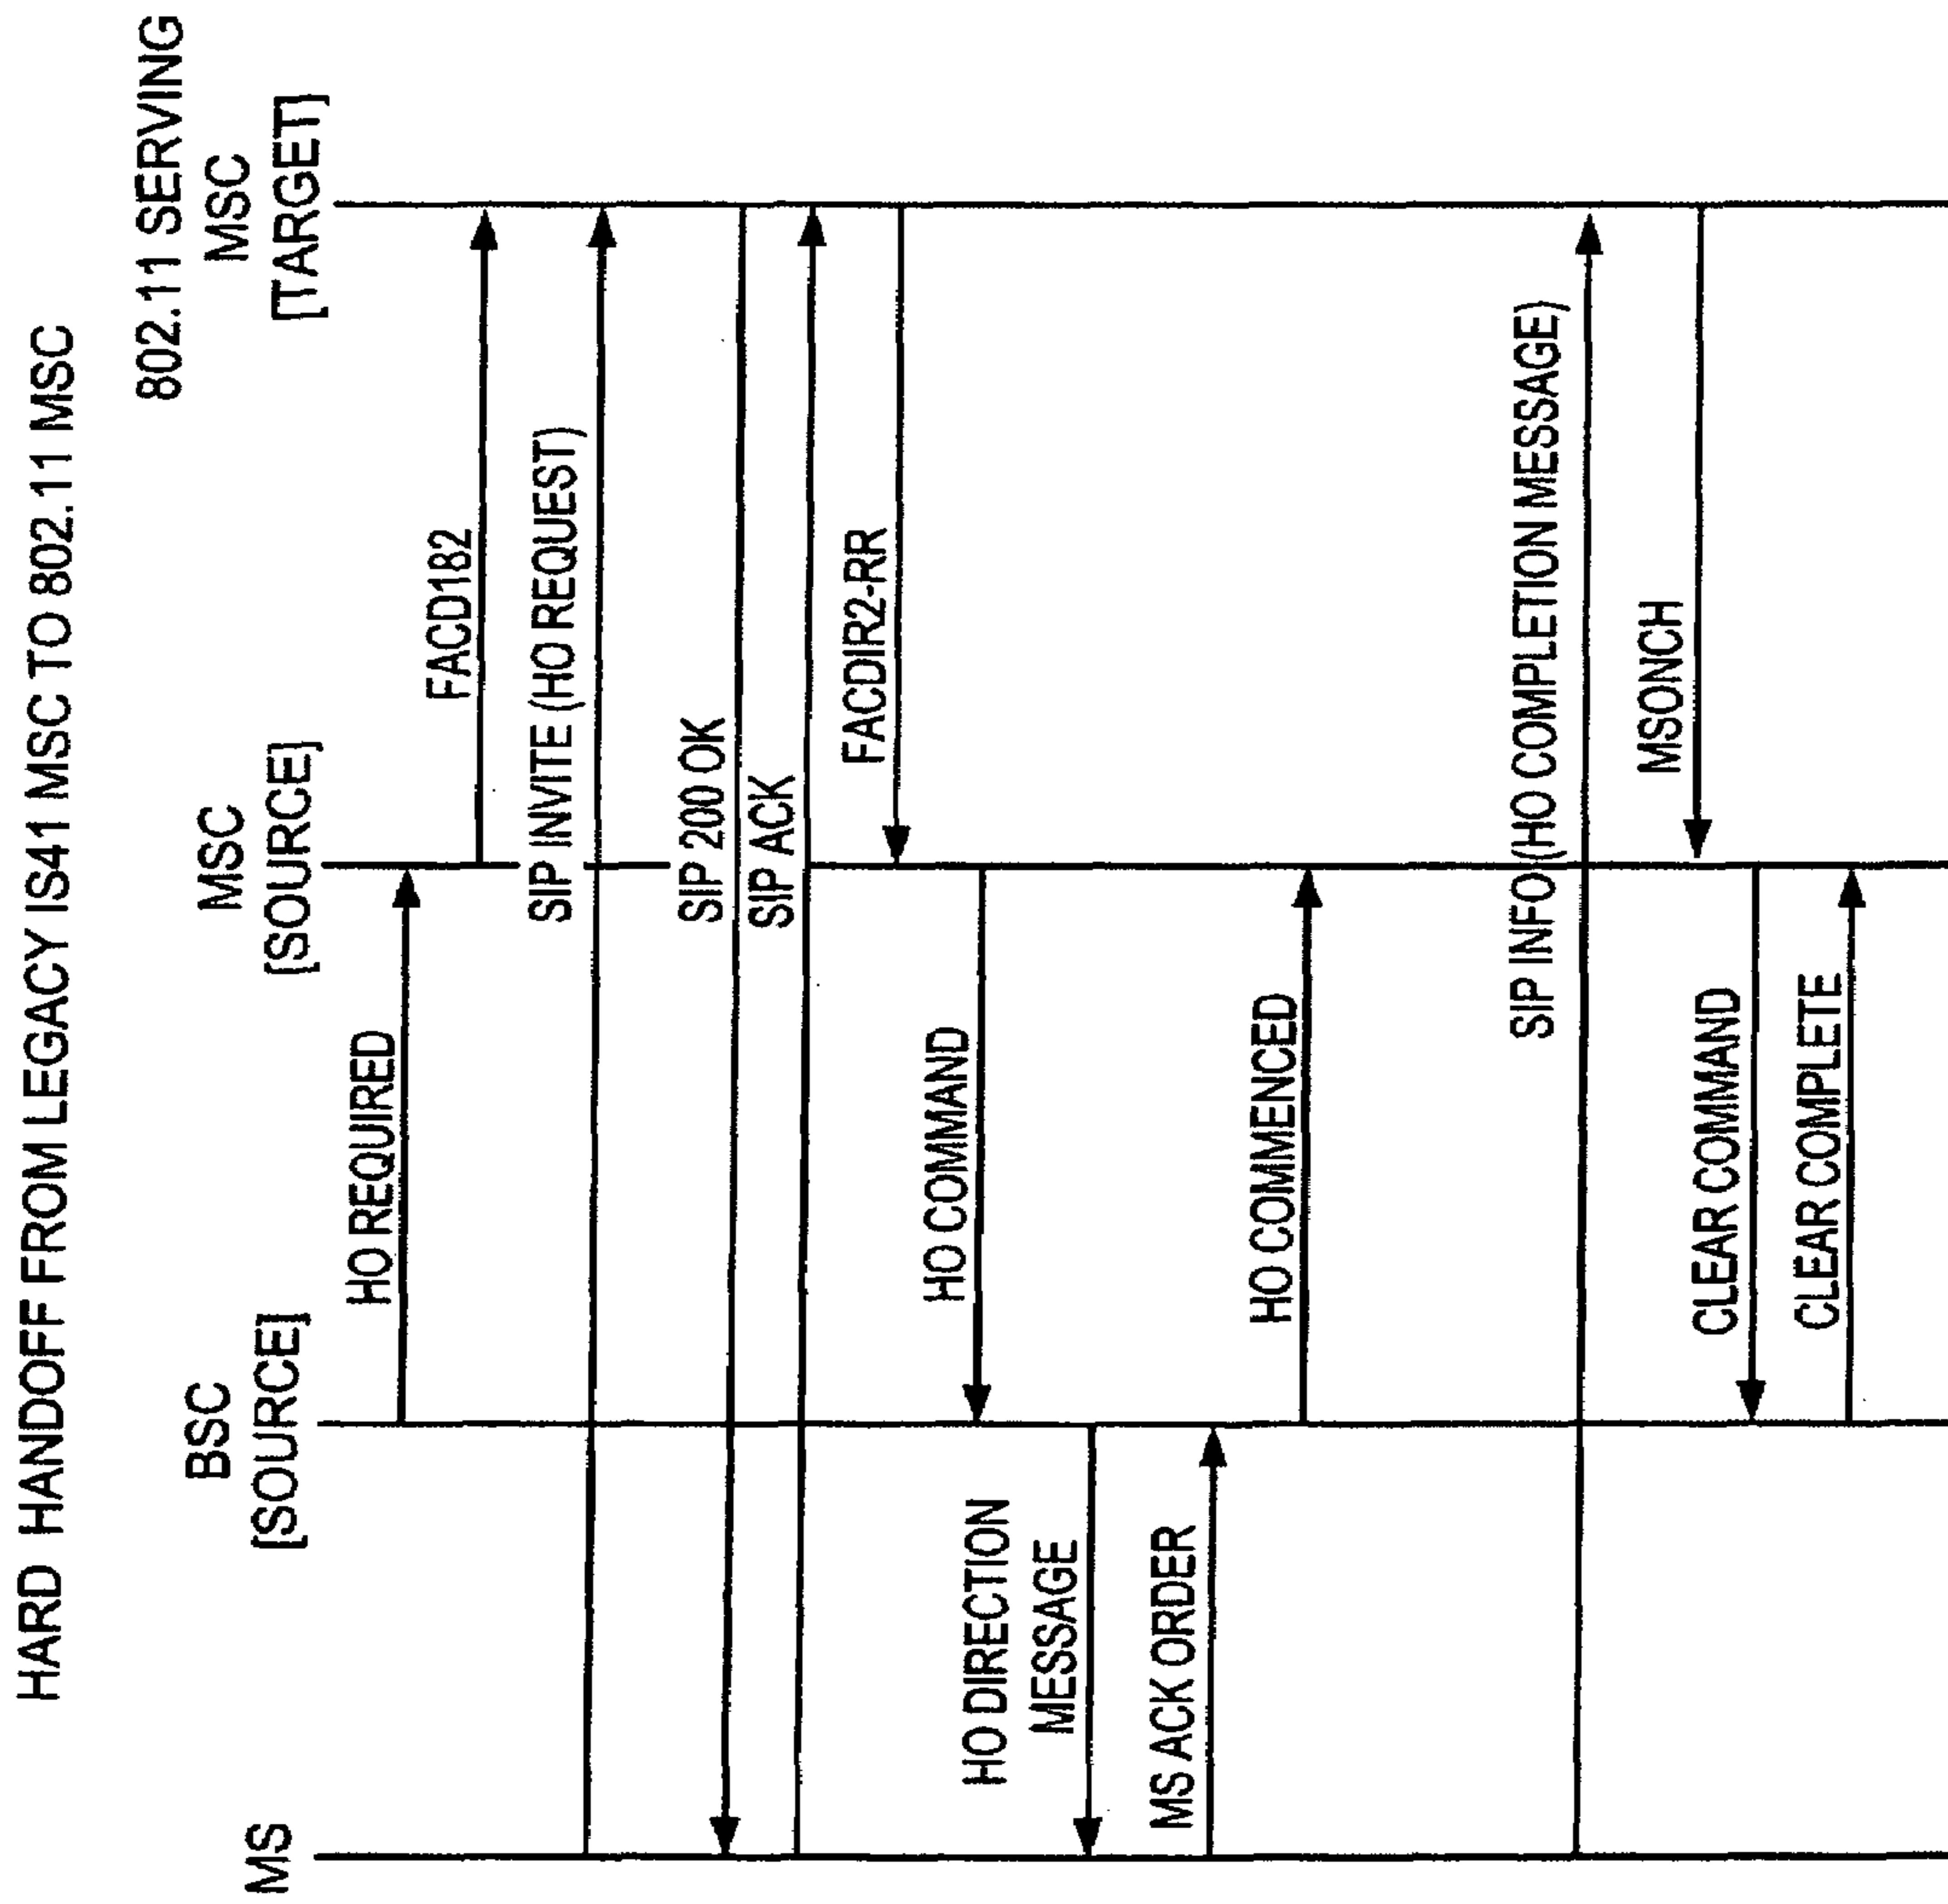 HARD HANDOFF FROM LEGACY IS41 MSC TO 802.11 MSC
MS
BSC
[SOURCE]
MSC
[SOURCE]
802.11 SERVING
MSC
[TARGET]
HO REQUIRED
FACD182
SIP INVITE (HO REQUEST)
SIP 200 OK
SIP ACK
FACDIR2-RR
HO COMMAND
HO DIRECTION
MESSAGE
MS ACK ORDER
HO COMMENCED
SIP INFO (HO COMPLETION MESSAGE)
MSONCH
CLEAR COMMAND
CLEAR COMPLETE